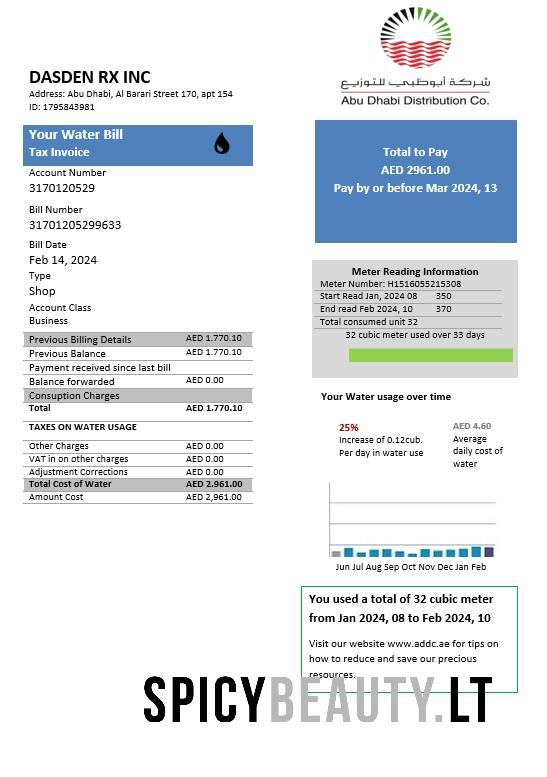 DASDEN RX INC
Address: Abu Dhabi, Al Barari Street 170, apt 154
ID: 1795843981
شركة أبوظبي للتوزيع
Abu Dhabi Distribution Co.
Your Water Bill
Tax Invoice
Account Number
3170120529
Bill Number
31701205299633
Bill Date
Feb 14, 2024
Type
Shop
Account Class
Business
Previous Billing Details AED 1.770.10
Previous Balance AED 1.770.10
Payment received since last bill
Balance forwarded AED 0.00
Consuption Charges
Total AED 1.770.10
TAXES ON WATER USAGE
Other Charges AED 0.00
VAT in on other charges AED 0.00
Adjustment Corrections AED 0.00
Total Cost of Water AED 2.961.00
Amount Cost AED 2,961.00
Total to Pay
AED 2961.00
Pay by or before Mar 2024, 13
Meter Reading Information
Meter Number: H1516055215308
Start Read Jan, 2024 08 350
End read Feb 2024, 10 370
Total consumed unit 32
32 cubic meter used over 33 days
Your Water usage over time
25%
Increase of 0.12cub.
Per day in water use
AED 4.60
Average
daily cost of
water
Jun Jul Aug Sep Oct Nov Dec Jan Feb
You used a total of 32 cubic meter
from Jan 2024, 08 to Feb 2024, 10
Visit our website www.addc.ae for tips on
how to reduce and save our precious
resources.
SPICYBEAUTY.LT